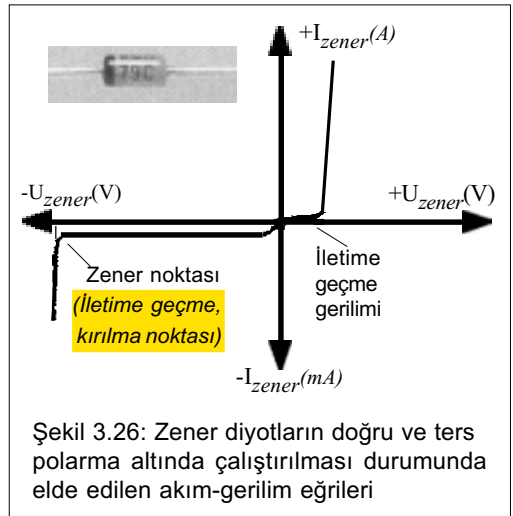 +I zener(A)
79C
-U zener(V)
+U zener(V)
Zener noktası
(İletime geçme,
kırılma noktası)
İletime
geçme
gerilimi
-I zener(mA)
Şekil 3.26: Zener diyotların doğru ve ters
polarma altında çalıştırılması durumunda
elde edilen akım-gerilim eğrileri